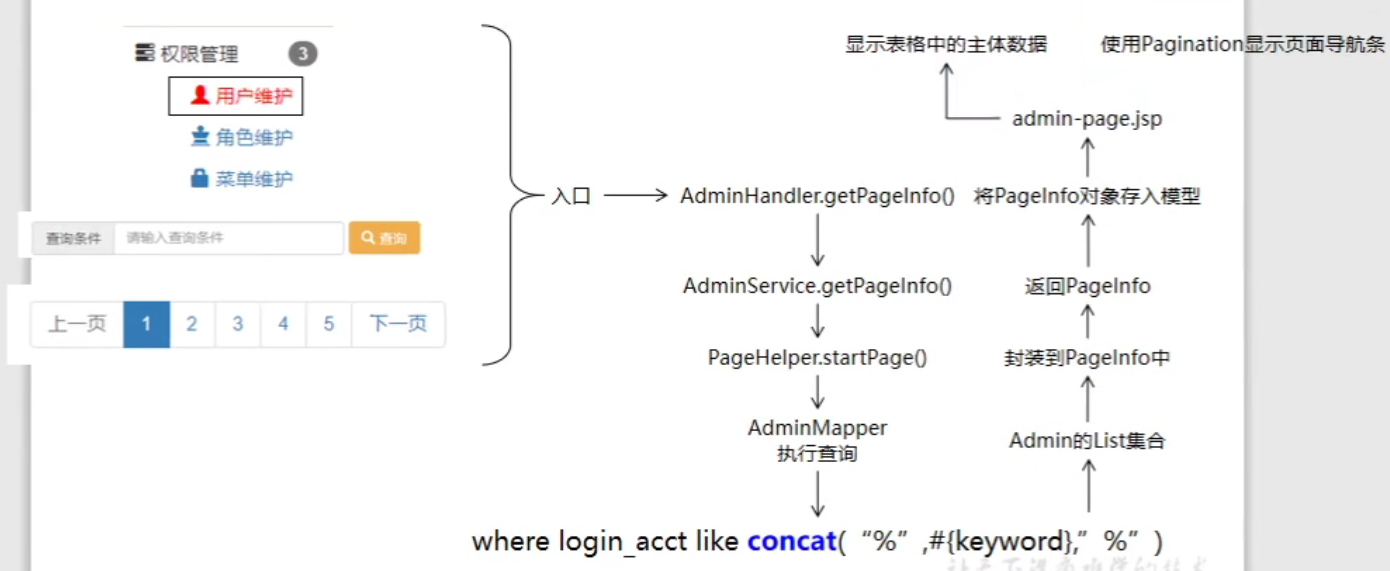 权限管理 3
用户维护
角色维护
菜单维护
查询条件 请输入查询条件 查询
上一页 1 2 3 4 5 下一页
入口
AdminHandler.getPageInfo()
AdminService.getPageInfo()
PageHelper.startPage()
AdminMapper
执行查询
where login_acct like concat(“%”,#{keyword},”%”)
Admin的List集合
封装到PageInfo中
返回PageInfo
将PageInfo对象存入模型
admin-page.jsp
显示表格中的主体数据
使用Pagination显示页面导航条